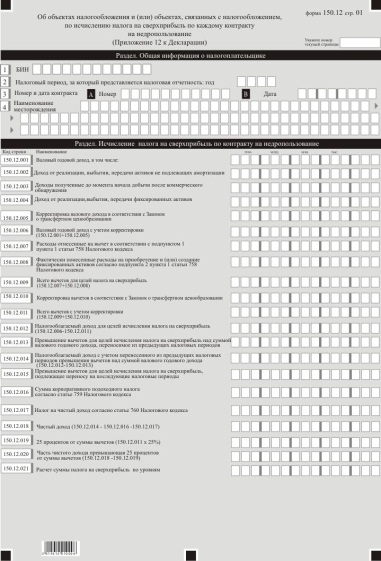 форма 150.12 стр. 01
Об объектах налогообложения и (или) объектах, связанных с налогообложением,
по исчислению налога на сверхприбыль по каждому контракту
на недропользование
(Приложение 12 к Декларации)
Укажите номер
текущей страницы
Раздел. Общая информация о налогоплательщике
1 БИН
2 Налоговый период, за который представляется налоговая отчетность: год
3 Номер и дата контракта A Номер B Дата
4 Наименование
месторождения
Раздел. Исчисление налога на сверхприбыль по контракту на недропользование
Код строки Наименование
150.12.001 Валовый годовой доход, в том числе:
150.12.002 Доход от реализации, выбытия, передачи активов не подлежащих амортизации
150.12.003 Доходы полученные до момента начала добычи после коммерческого
обнаружения
150.12.004 Доход от реализации,выбытия, передачи фиксированных активов
150.12.005 Корректировка валового дохода в соответствии с Законом
о трансфертном ценообразовании
150.12.006 Валовый годовой доход с учетом корректировки
(150.12.001+150.12.005)
150.12.007 Расходы отнесенные на вычет в соответствии с подпунктом 1
пункта 1 статьи 758 Налогового кодекса
150.12.008 Фактически понесенные расходы на приобретение и (или) создание
фиксированных активов согласно подпункта 2 пункта 1 статьи 758
Налогового кодекса
150.12.009 Всего вычетов для целей налога на сверхприбыль
(150.12.007+150.12.008)
150.12.010 Корректировка вычетов в соответствии с Законом о трансфертном ценообразовании
150.12.011 Всего вычетов с учетом корректировки
(150.12.009+150.12.010)
150.12.012 Налогооблагаемый доход для целей исчисления налога на сверхприбыль
(150.12.006-150.12.011)
150.12.013 Превышение вычетов для целей исчисления налога на сверхприбыль над суммой
валового годового дохода, переносимое из предыдущих налоговых периодов
150.12.014 Налогооблагаемый доход с учетом перенесенного из предыдущих налоговых
периодов превышения вычетов над суммой валового годового дохода
(150.12.012-150.12.013)
150.12.015 Превышение вычетов для целей исчисления налога на сверхприбыль,
подлежащее переносу на последующие налоговые периоды
150.12.016 Сумма корпоративного подоходного налога
согласно статье 759 Налогового кодекса
150.12.017 Налог на чистый доход согласно статье 760 Налогового кодекса
150.12.018 Чистый доход (150.12.014 - 150.12.016 -150.12.017)
150.12.019 25 процентов от суммы вычетов (150.12.011 х 25%)
150.12.020 Часть чистого дохода превышающая 25 процентов
от суммы вычетов (150.12.018 -150.12.019)
150.12.021 Расчет суммы налога на сверхприбыль по уровням